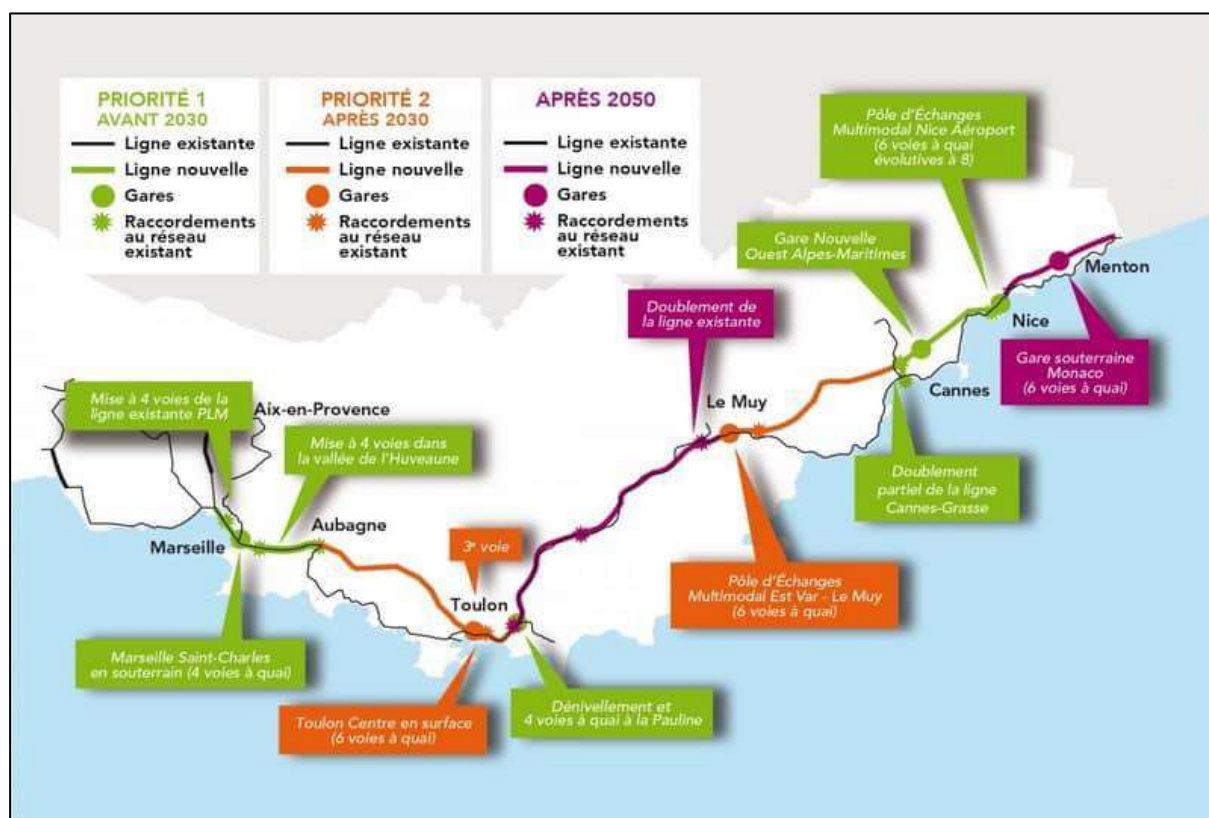 PRIORITÉ 1
AVANT 2030
Ligne existante
Ligne nouvelle
Gares
Raccordements
au réseau
existant
PRIORITÉ 2
APRÈS 2030
Ligne existante
Ligne nouvelle
Gares
Raccordements
au réseau
existant
APRÈS 2050
Ligne existante
Ligne nouvelle
Gares
Raccordements
au réseau
existant
Pôle d'Échanges
Multimodal Nice Aéroport
(6 voies à quai
évolutives à 8)
Gare Nouvelle
Ouest Alpes-Maritimes
Menton
Doublement de
la ligne existante
Nice
Gare souterraine
Monaco
(6 voies à quai)
Mise à 4 voies de la
ligne existante PLM
Aix-en-Provence
Le Muy
Cannes
Mise à 4 voies dans
la vallée de l'Huveaune
Doublement
partiel de la ligne
Cannes-Grasse
Aubagne
Marseille
3e voie
Pôle d'Échanges
Multimodal Est Var - Le Muy
(6 voies à quai)
Toulon
Marseille Saint-Charles
en souterrain (4 voies à quai)
Toulon Centre en surface
(6 voies à quai)
Dénivellement et
4 voies à quai à la Pauline